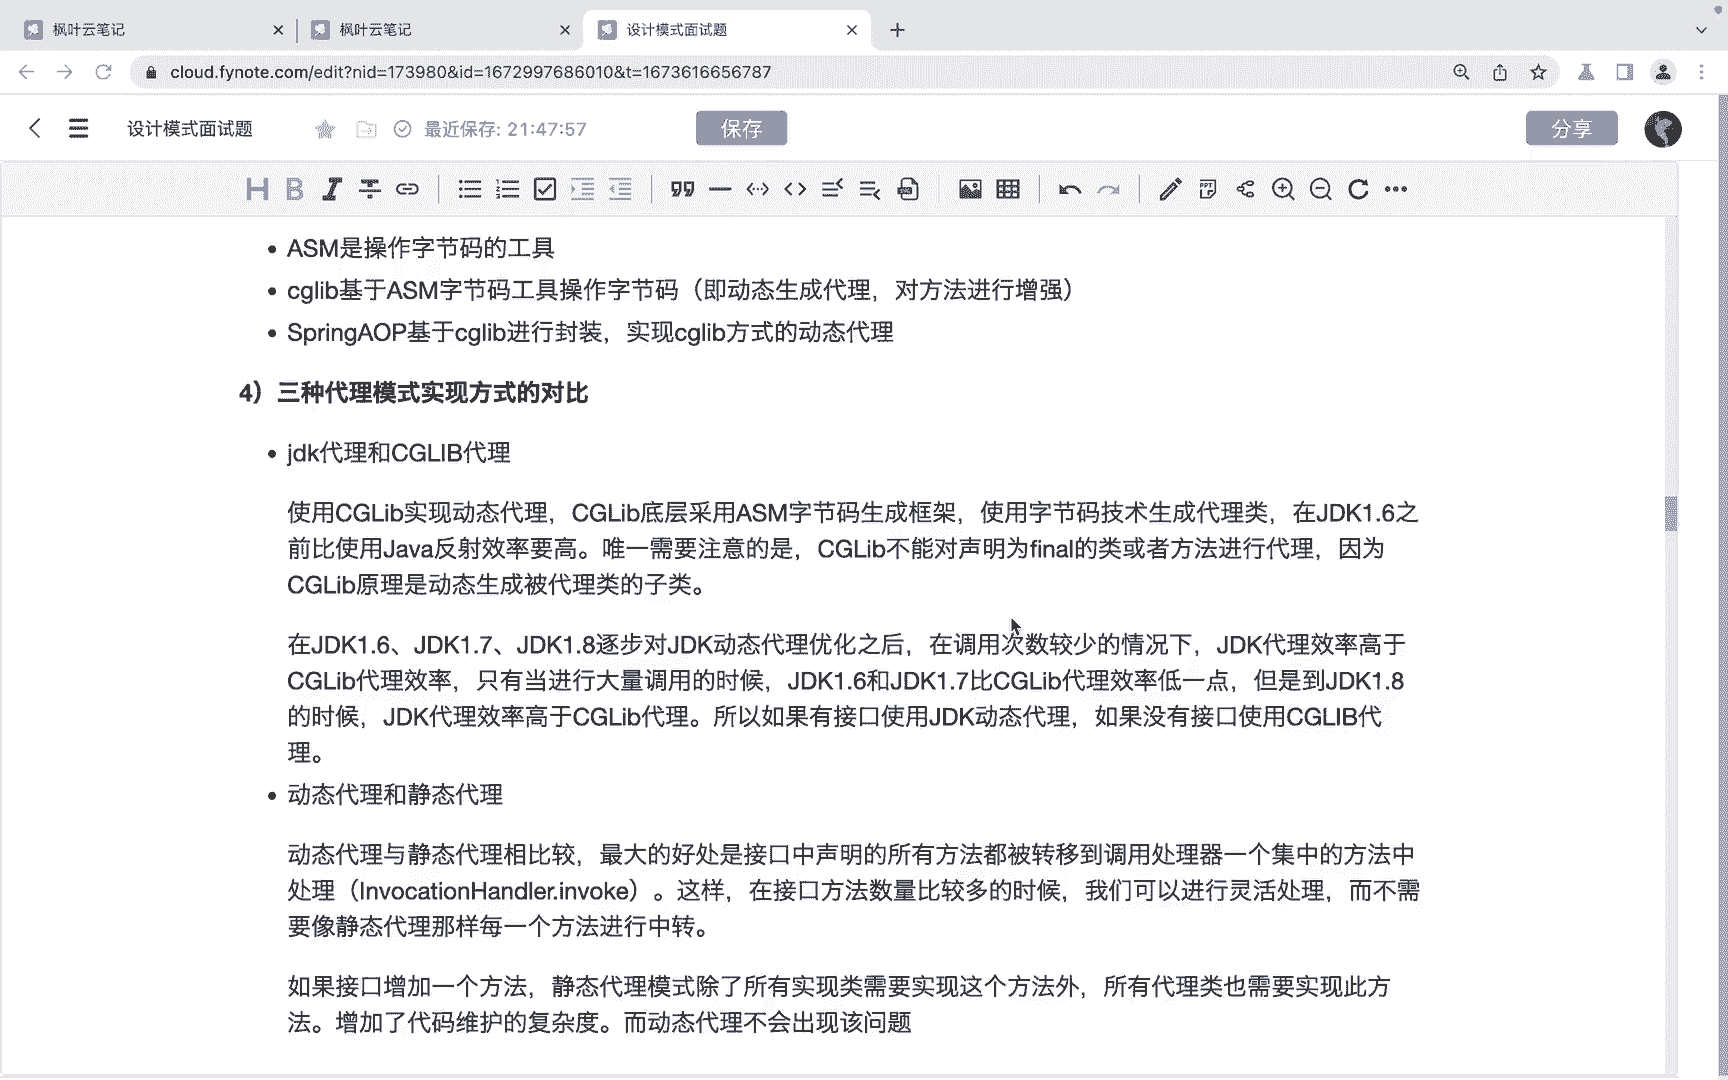 枫叶云笔记
枫叶云笔记
设计模式面试题
cloud.fynote.com/edit?nid=173980&id=1672997686010&t=1673616656787
设计模式面试题
最近保存: 21:47:57
保存
分享
H B I T
PPT
• ASM是操作字节码的工具
• cglib基于ASM字节码工具操作字节码（即动态生成代理，对方法进行增强）
• SpringAOP基于cglib进行封装，实现cglib方式的动态代理
4）三种代理模式实现方式的对比
• jdk代理和CGLIB代理
使用CGLib实现动态代理，CGLib底层采用ASM字节码生成框架，使用字节码技术生成代理类，在JDK1.6之
前比使用Java反射效率要高。唯一需要注意的是，CGLib不能对声明为final的类或者方法进行代理，因为
CGLib原理是动态生成被代理类的子类。
在JDK1.6、JDK1.7、JDK1.8逐步对JDK动态代理优化之后，在调用次数较少的情况下，JDK代理效率高于
CGLib代理效率，只有当进行大量调用的时候，JDK1.6和JDK1.7比CGLib代理效率低一点，但是到JDK1.8
的时候，JDK代理效率高于CGLib代理。所以如果有接口使用JDK动态代理，如果没有接口使用CGLIB代
理。
• 动态代理和静态代理
动态代理与静态代理相比较，最大的好处是接口中声明的所有方法都被转移到调用处理器一个集中的方法中
处理（InvocationHandler.invoke）。这样，在接口方法数量比较多的时候，我们可以进行灵活处理，而不需
要像静态代理那样每一个方法进行中转。
如果接口增加一个方法，静态代理模式除了所有实现类需要实现这个方法外，所有代理类也需要实现此方
法。增加了代码维护的复杂度。而动态代理不会出现该问题